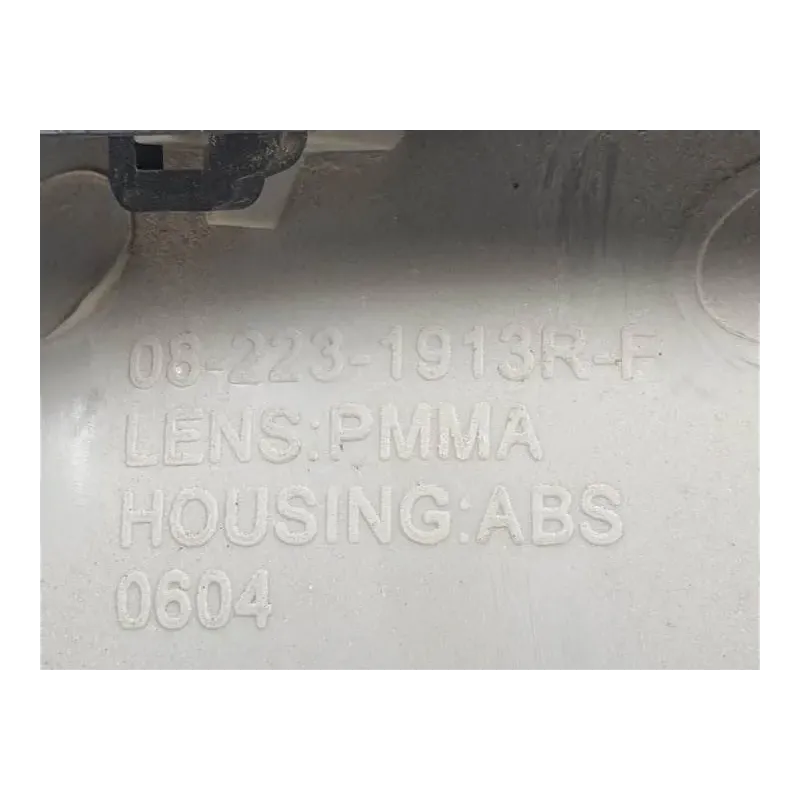 08-223-1913R-F
LENS:PMMA
HOUSING:ABS
0604